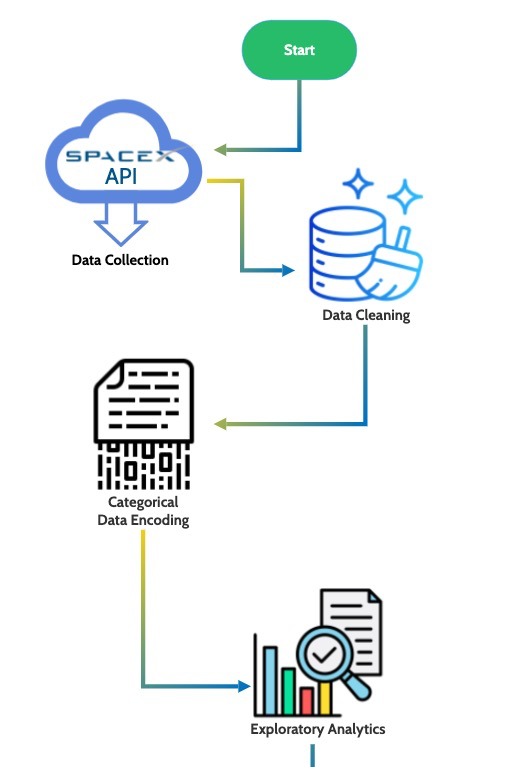 Start
SPACEX
API
Data Collection
Data Cleaning
Categorical
Data Encoding
Exploratory Analytics